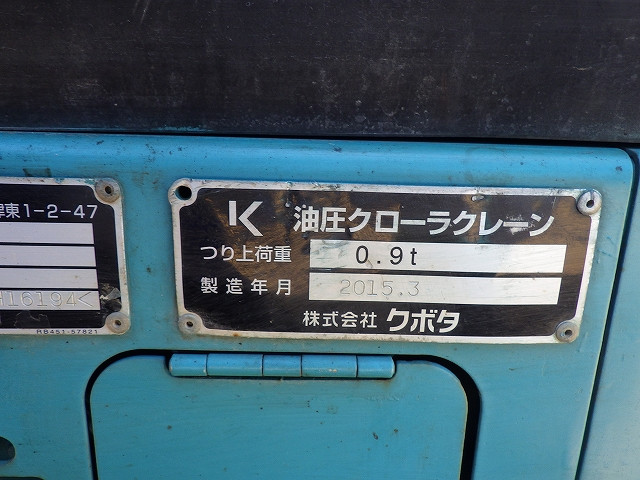 東1-2-47
H16194<
RB451-57821
K 油圧クローラクレーン
つり上荷重 0.9t
製造年月 2015.3
株式会社 クボタ